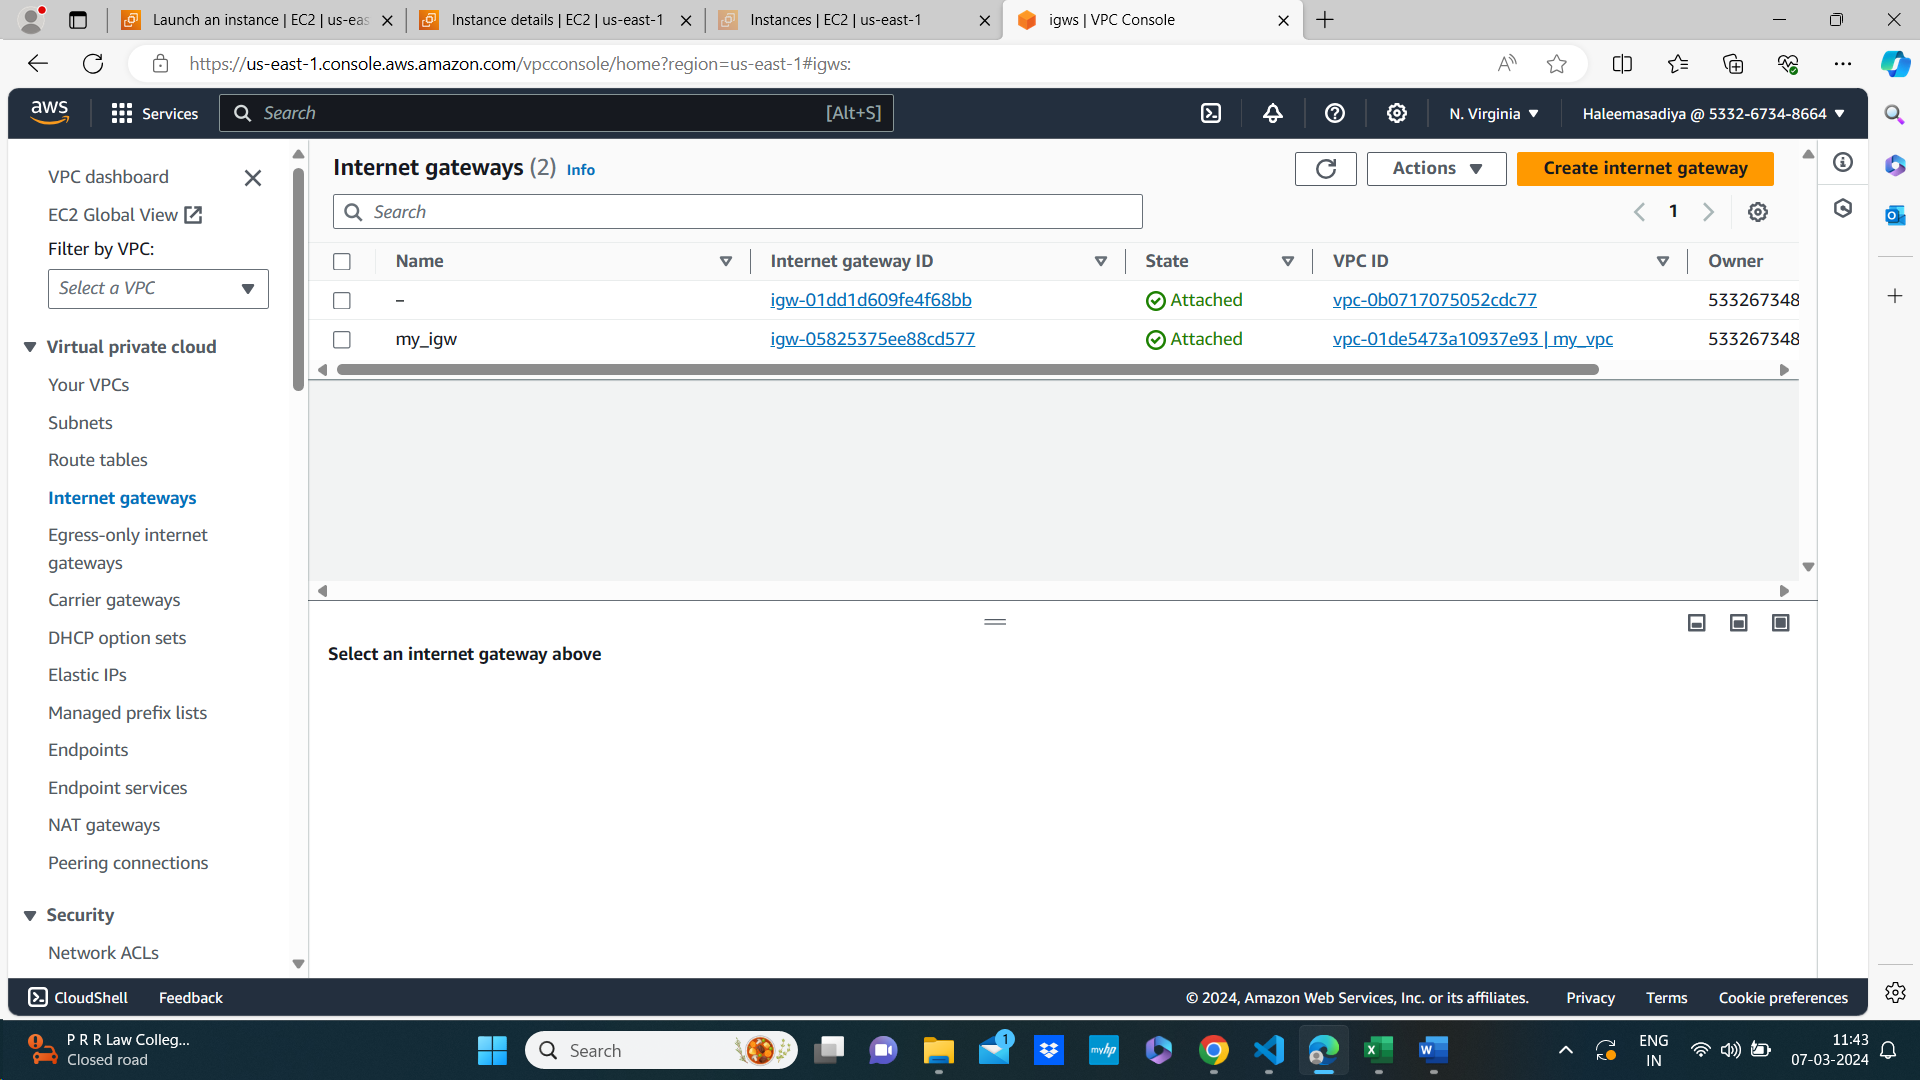 Launch an instance | EC2 | us-eas
Instance details | EC2 | us-east-1
Instances | EC2 | us-east-1
igws | VPC Console
https://us-east-1.console.aws.amazon.com/vpcconsole/home?region=us-east-1#igws:
aws
Services
Search
[Alt+S]
N. Virginia
Haleemasadiya @ 5332-6734-8664
VPC dashboard
EC2 Global View
Filter by VPC:
Select a VPC
Virtual private cloud
Your VPCs
Subnets
Route tables
Internet gateways
Egress-only internet
gateways
Carrier gateways
DHCP option sets
Elastic IPs
Managed prefix lists
Endpoints
Endpoint services
NAT gateways
Peering connections
Security
Network ACLs
Internet gateways (2) Info
Actions
Create internet gateway
Search
1
Name Internet gateway ID State VPC ID Owner
– igw-01dd1d609fe4f68bb Attached vpc-0b0717075052cdc77 533267348
my_igw igw-05825375ee88cd577 Attached vpc-01de5473a10937e93 | my_vpc 533267348
Select an internet gateway above
CloudShell Feedback © 2024, Amazon Web Services, Inc. or its affiliates. Privacy Terms Cookie preferences
P R R Law Colleg...
Closed road
Search
1
myhp
ENG
IN
11:43
07-03-2024